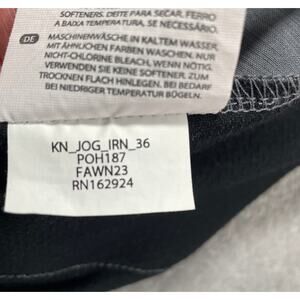 SOFTENERS. DEITE PARA SECAR. FERRO
A BAIXA TEMPERATURA, SE NECESSÁRIO.
DE
MASCHINENWÄSCHE IN KALTEM WASSER
MIT ÄHNLICHEN FARBEN WASCHEN. NUR
NICHT-CHLORINE BLEACH, WENN NÖTIG
VERWENDEN SIE KEINE SOFTENER. ZUM
TROCKNEN FLACH HINLEGEN. BEI BEDARF
BEI NIEDRIGER TEMPERATUR BÜGELN.
KN_JOG_IRN_36
POH187
FAWN23
RN162924